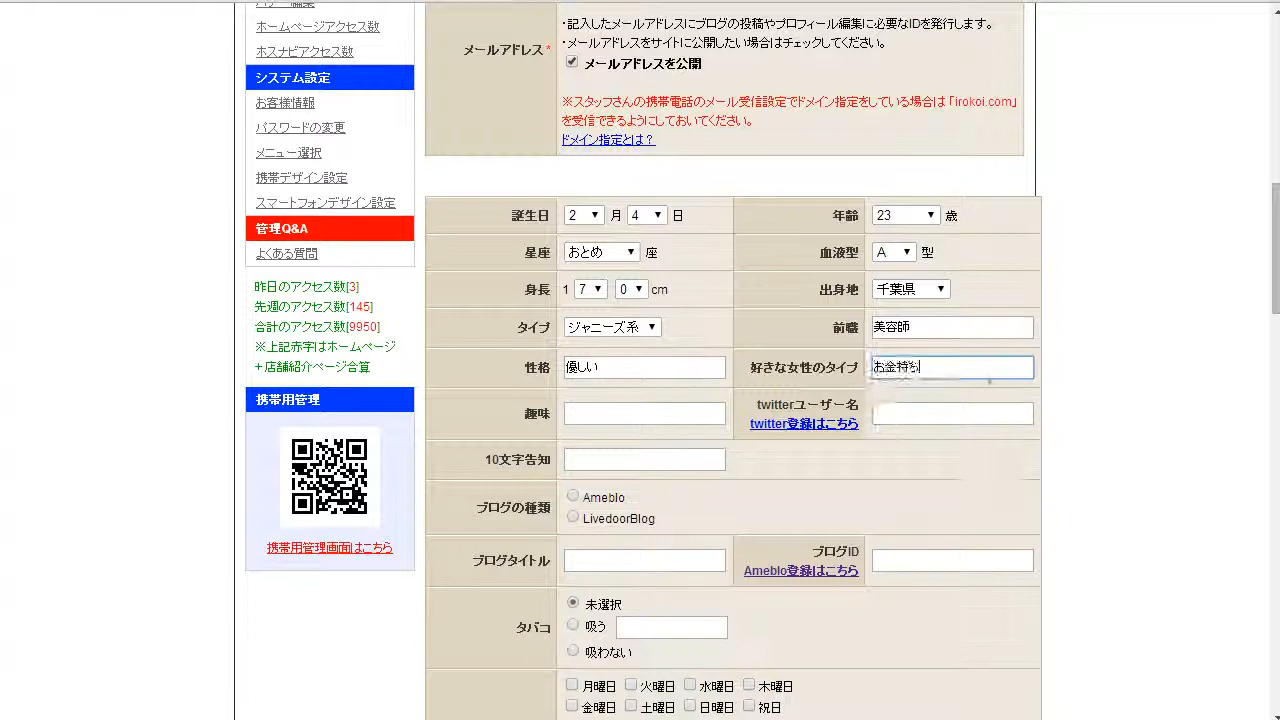 ホームページアクセス数
ホスナビアクセス数
システム設定
お客様情報
パスワードの変更
メニュー選択
携帯デザイン設定
スマートフォンデザイン設定
管理Q&A
よくある質問
昨日のアクセス数[3]
先週のアクセス数[145]
合計のアクセス数[9950]
※上記赤字はホームページ
+店舗紹介ページ合算
携帯用管理
携帯用管理画面はこちら
メールアドレス*
・記入したメールアドレスにブログの投稿やプロフィール編集に必要なIDを発行します。
・メールアドレスをサイトに公開したい場合はチェックしてください。
メールアドレスを公開
※スタッフさんの携帯電話のメール受信設定でドメイン指定をしている場合は「irokoi.com」
を受信できるようにしておいてください。
ドメイン指定とは?
誕生日 2 月 4 日 年齢 23 歳
星座 おとめ 座 血液型 A 型
身長 1 7 0 cm 出身地 千葉県
タイプ ジャニーズ系 前職 美容師
性格 優しい 好きな女性のタイプ お金持ち
趣味 twitterユーザー名
twitter登録はこちら
10文字告知
ブログの種類 Ameblo
LivedoorBlog
ブログタイトル ブログID
Ameblo登録はこちら
タバコ 未選択
吸う
吸わない
月曜日 火曜日 水曜日 木曜日
金曜日 土曜日 日曜日 祝日